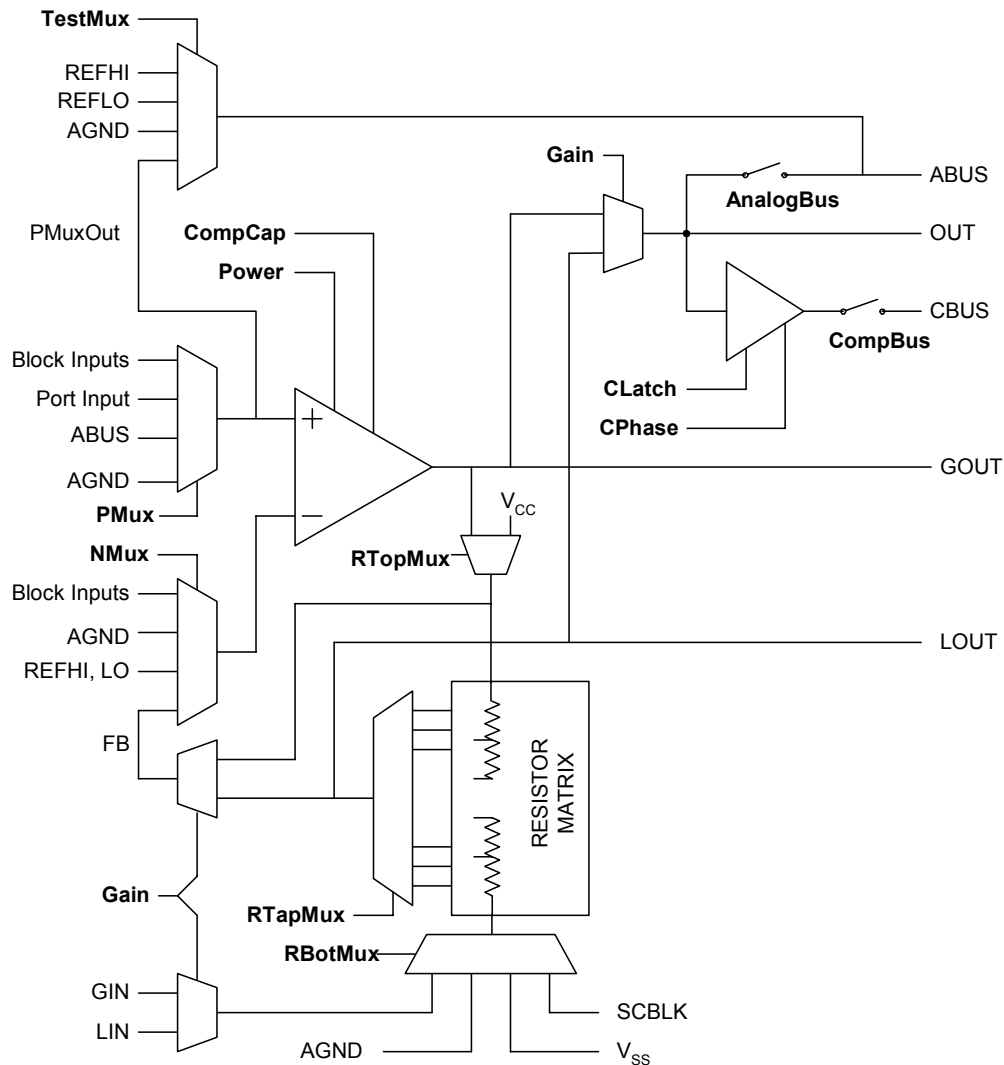 TestMux
REFHI
REFLO
AGND
Gain
ABUS
AnalogBus
PMuxOut
CompCap
OUT
Power
CBUS
CompBus
Block Inputs
Port Input
CLatch
ABUS
CPhase
+
GOUT
AGND
VCC
PMux
−
NMux
RTopMux
Block Inputs
AGND
LOUT
REFHI, LO
FB
RESISTOR
MATRIX
Gain
RTapMux
RBotMux
GIN
SCBLK
LIN
AGND
VSS